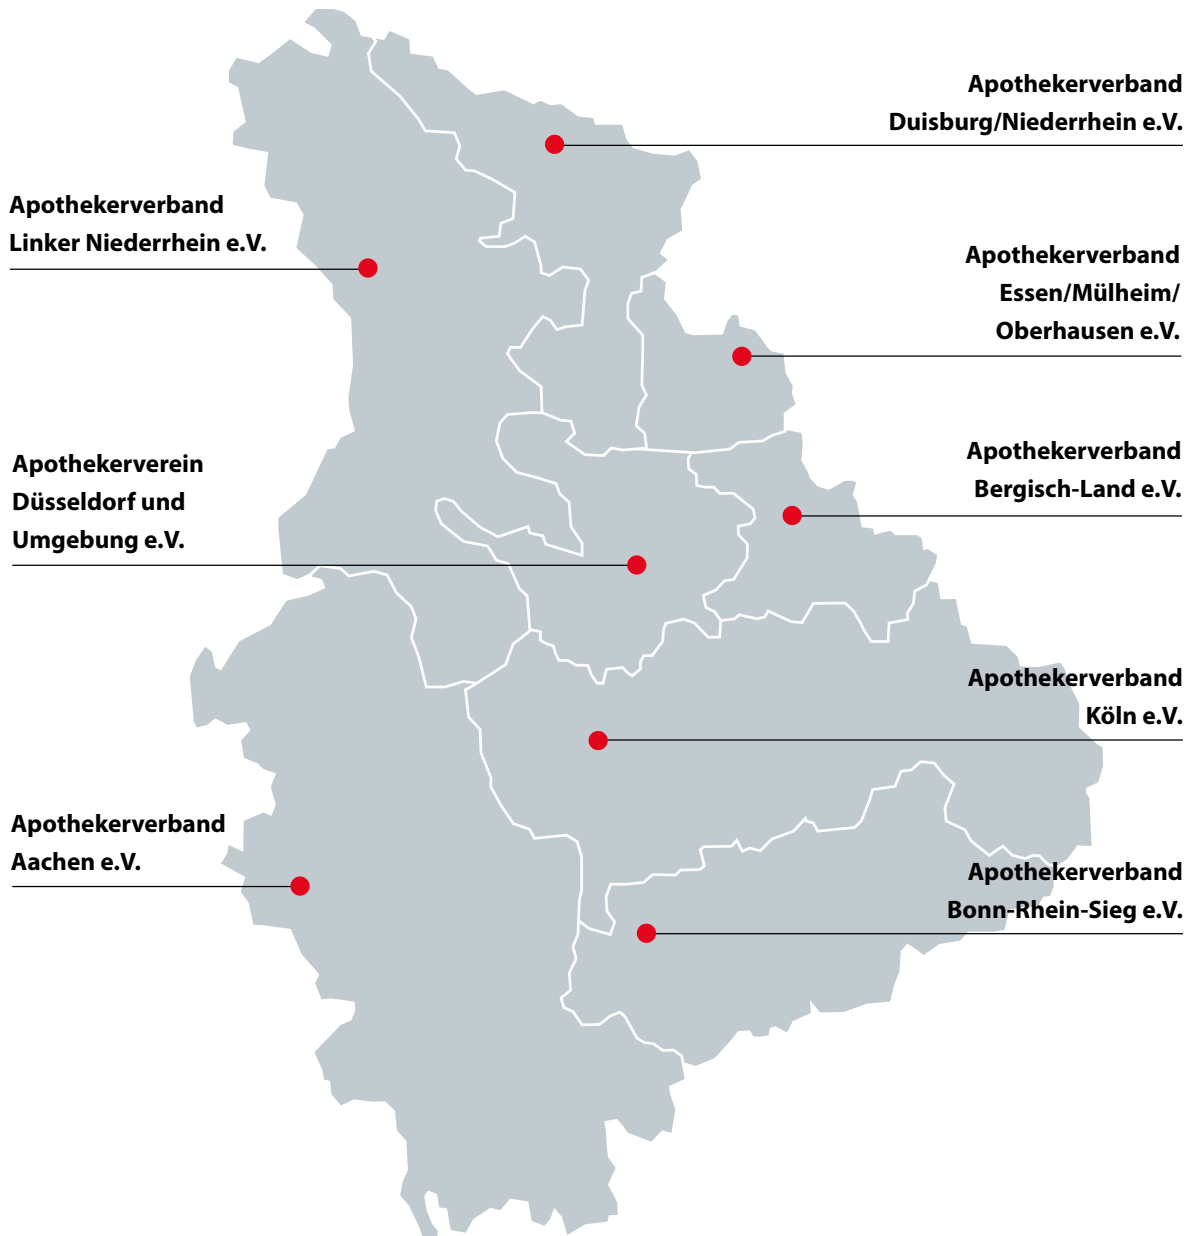 Apothekerverband
Duisburg/Niederrhein e.V.
Apothekerverband
Linker Niederrhein e.V.
Apothekerverband
Essen/Mülheim/
Oberhausen e.V.
Apothekerverband
Bergisch-Land e.V.
Apothekerverein
Düsseldorf und
Umgebung e.V.
Apothekerverband
Köln e.V.
Apothekerverband
Aachen e.V.
Apothekerverband
Bonn-Rhein-Sieg e.V.